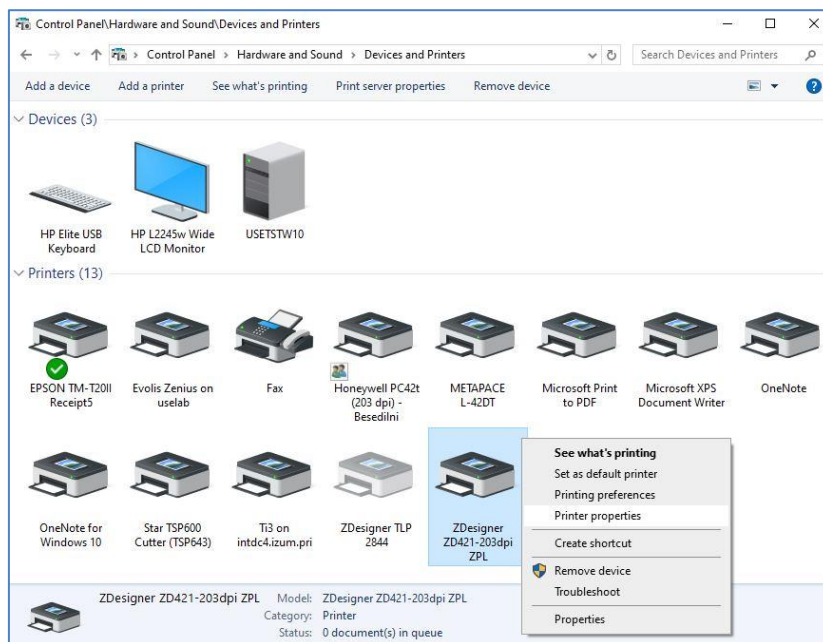 Control Panel\Hardware and Sound\Devices and Printers
Control Panel > Hardware and Sound > Devices and Printers
Search Devices and Printers
Add a device
Add a printer
See what's printing
Print server properties
Remove device
Devices (3)
HP Elite USB
Keyboard
HP L2245w Wide
LCD Monitor
USETSTW10
Printers (13)
EPSON TM-T20II
Receipt5
Evolis Zenius on
uselab
Fax
Honeywell PC42t
(203 dpi) -
Besedilni
METAPACE
L-42DT
Microsoft Print
to PDF
Microsoft XPS
Document Writer
OneNote
OneNote for
Windows 10
Star TSP600
Cutter (TSP643)
Ti3 on
intdc4.izum.pri
ZDesigner TLP
2844
ZDesigner
ZD421-203dpi
ZPL
See what's printing
Set as default printer
Printing preferences
Printer properties
Create shortcut
Remove device
Troubleshoot
Properties
ZDesigner ZD421-203dpi ZPL
Model: ZDesigner ZD421-203dpi ZPL
Category: Printer
Status: 0 document(s) in queue